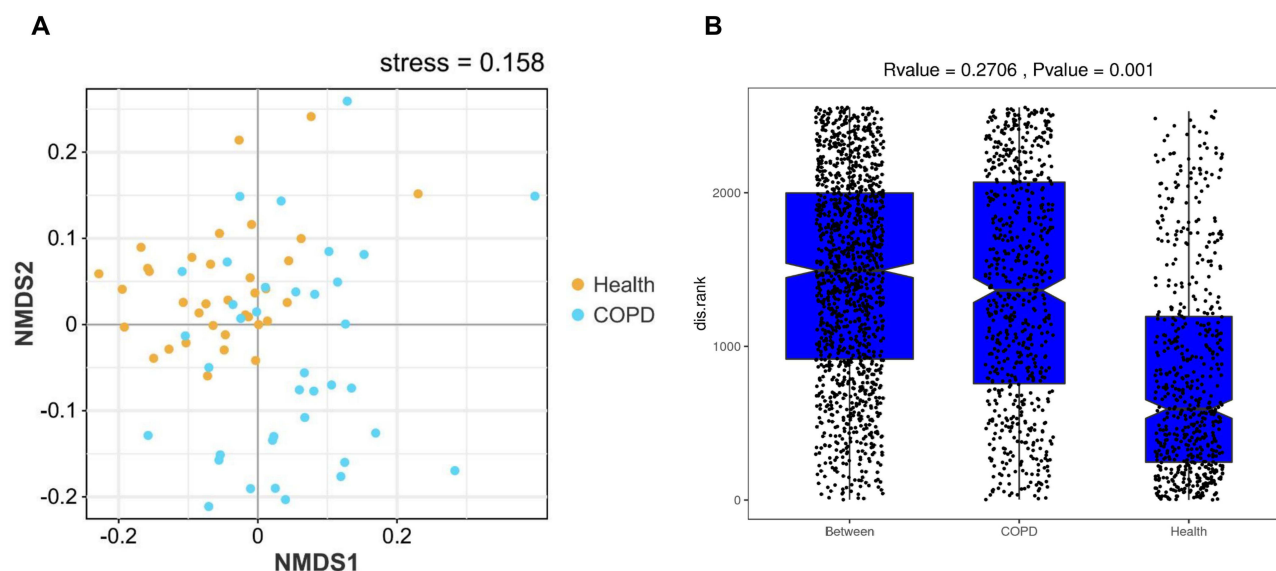 A
stress = 0.158
0.2
0.1
0
-0.1
-0.2
-0.2
0
0.2
NMDS2
NMDS1
Health
COPD
B
Rvalue = 0.2706 , Pvalue = 0.001
dis.rank
2000
1000
0
Between
COPD
Health